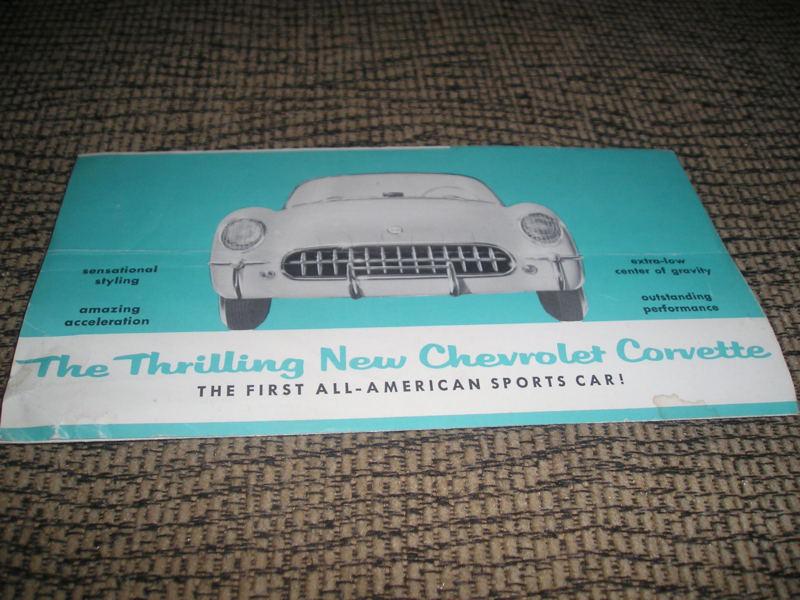 sensational
styling
amazing
acceleration
extra-low
center of gravity
outstanding
performance
The Thrilling New Chevrolet Corvette
THE FIRST ALL-AMERICAN SPORTS CAR!